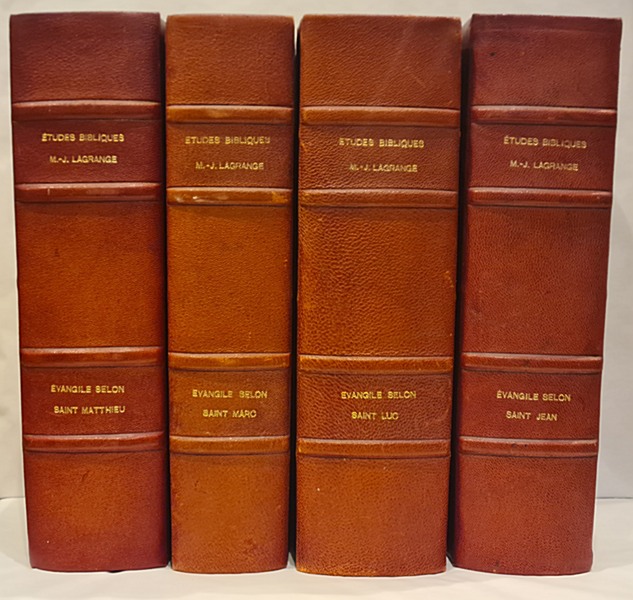 ÉTUDES BIBLIQUES
M.-J. LAGRANGE
ÉVANGILE SELON
SAINT MATTHIEU
ÉTUDES BIBLIQUES
M.-J. LAGRANGE
ÉVANGILE SELON
SAINT MARC
ÉTUDES BIBLIQUES
M.-J. LAGRANGE
ÉVANGILE SELON
SAINT LUC
ÉTUDES BIBLIQUES
M.-J. LAGRANGE
ÉVANGILE SELON
SAINT JEAN